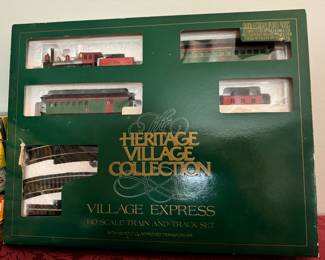 The
HERITAGE
VILLAGE
COLLECTION
VILLAGE EXPRESS
HO SCALE TRAIN AND TRACK SET